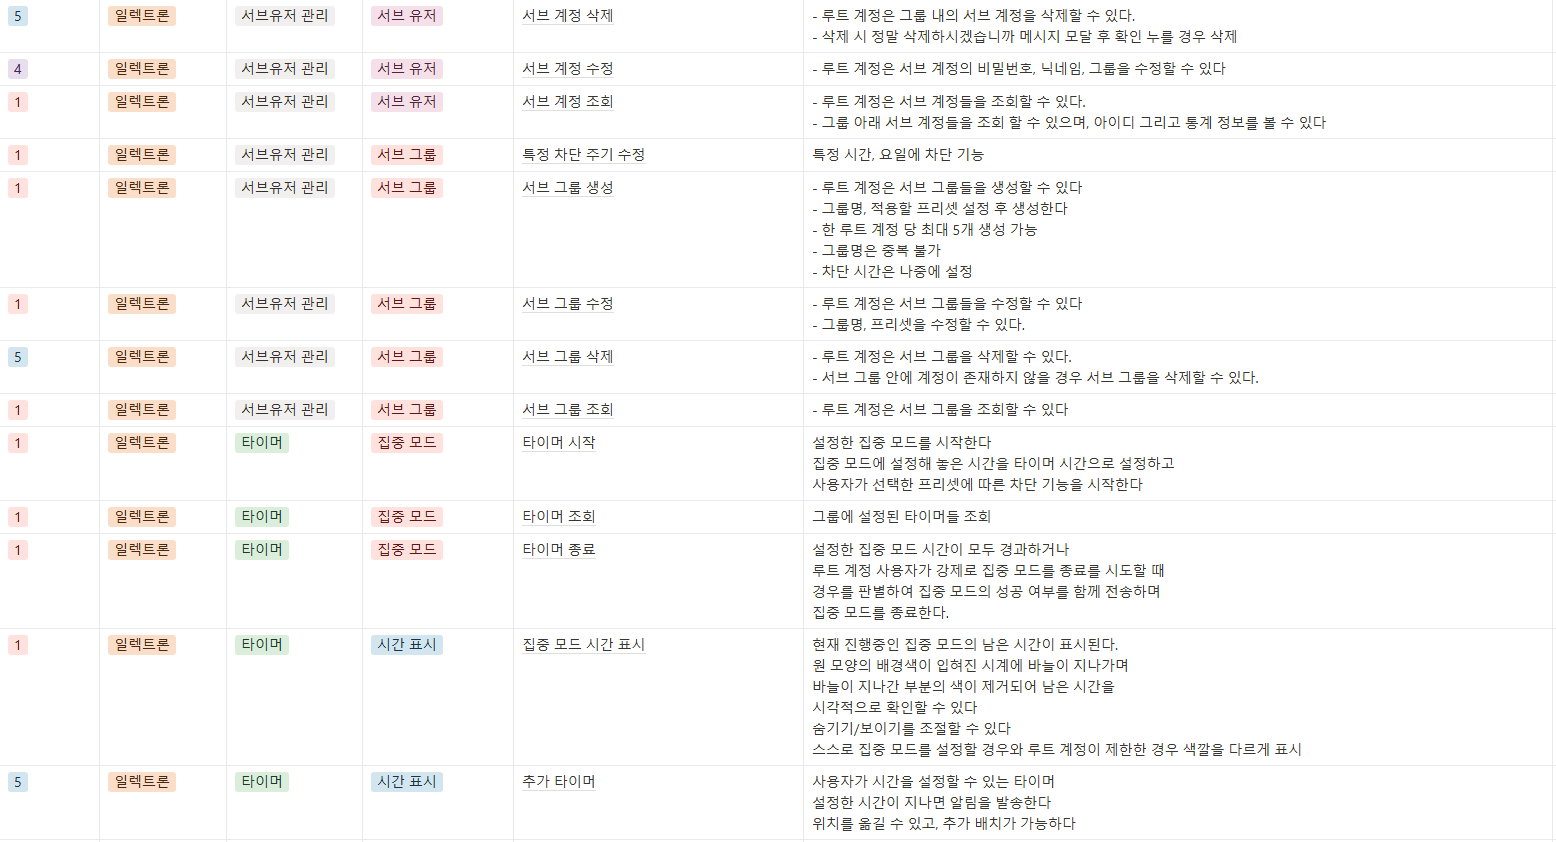 5 일렉트론 서브유저 관리 서브 유저 서브 계정 삭제 - 루트 계정은 그룹 내의 서브 계정을 삭제할 수 있다.
- 삭제 시 정말 삭제하시겠습니까 메시지 모달 후 확인 누를 경우 삭제
4 일렉트론 서브유저 관리 서브 유저 서브 계정 수정 - 루트 계정은 서브 계정의 비밀번호, 닉네임, 그룹을 수정할 수 있다
1 일렉트론 서브유저 관리 서브 유저 서브 계정 조회 - 루트 계정은 서브 계정들을 조회할 수 있다.
- 그룹 아래 서브 계정들을 조회 할 수 있으며, 아이디 그리고 통계 정보를 볼 수 있다
1 일렉트론 서브유저 관리 서브 그룹 특정 차단 주기 수정 특정 시간, 요일에 차단 기능
1 일렉트론 서브유저 관리 서브 그룹 서브 그룹 생성 - 루트 계정은 서브 그룹들을 생성할 수 있다
- 그룹명, 적용할 프리셋 설정 후 생성한다
- 한 루트 계정 당 최대 5개 생성 가능
- 그룹명은 중복 불가
- 차단 시간은 나중에 설정
1 일렉트론 서브유저 관리 서브 그룹 서브 그룹 수정 - 루트 계정은 서브 그룹들을 수정할 수 있다
- 그룹명, 프리셋을 수정할 수 있다.
5 일렉트론 서브유저 관리 서브 그룹 서브 그룹 삭제 - 루트 계정은 서브 그룹을 삭제할 수 있다.
- 서브 그룹 안에 계정이 존재하지 않을 경우 서브 그룹을 삭제할 수 있다.
1 일렉트론 서브유저 관리 서브 그룹 서브 그룹 조회 - 루트 계정은 서브 그룹을 조회할 수 있다
1 일렉트론 타이머 집중 모드 타이머 시작 설정한 집중 모드를 시작한다
집중 모드에 설정해 놓은 시간을 타이머 시간으로 설정하고
사용자가 선택한 프리셋에 따른 차단 기능을 시작한다
1 일렉트론 타이머 집중 모드 타이머 조회 그룹에 설정된 타이머들 조회
1 일렉트론 타이머 집중 모드 타이머 종료 설정한 집중 모드 시간이 모두 경과하거나
루트 계정 사용자가 강제로 집중 모드를 종료를 시도할 때
경우를 판별하여 집중 모드의 성공 여부를 함께 전송하며
집중 모드를 종료한다.
1 일렉트론 타이머 시간 표시 집중 모드 시간 표시 현재 진행중인 집중 모드의 남은 시간이 표시된다.
원 모양의 배경색이 입혀진 시계에 바늘이 지나가며
바늘이 지나간 부분의 색이 제거되어 남은 시간을
시각적으로 확인할 수 있다
숨기기/보이기를 조절할 수 있다
스스로 집중 모드를 설정할 경우와 루트 계정이 제한한 경우 색깔을 다르게 표시
5 일렉트론 타이머 시간 표시 추가 타이머 사용자가 시간을 설정할 수 있는 타이머
설정한 시간이 지나면 알림을 발송한다
위치를 옮길 수 있고, 추가 배치가 가능하다